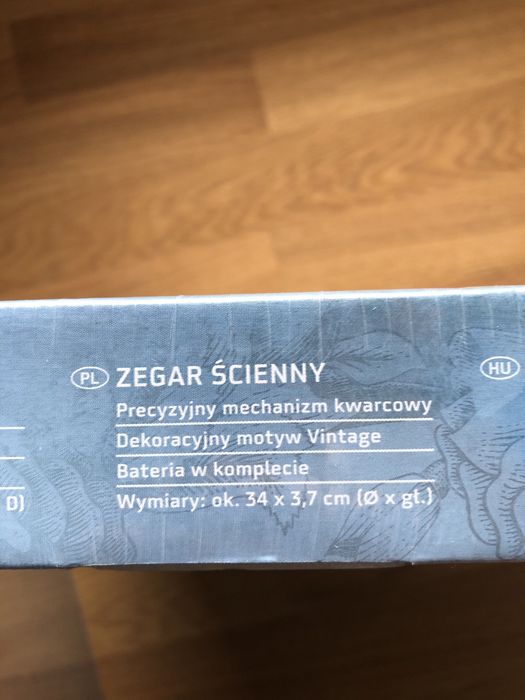 PL ZEGAR ŚCIENNY
Precyzyjny mechanizm kwarcowy
Dekoracyjny motyw Vintage
Bateria w komplecie
Wymiary: ok. 34 x 3,7 cm (Ø x gł.)
D)
HU